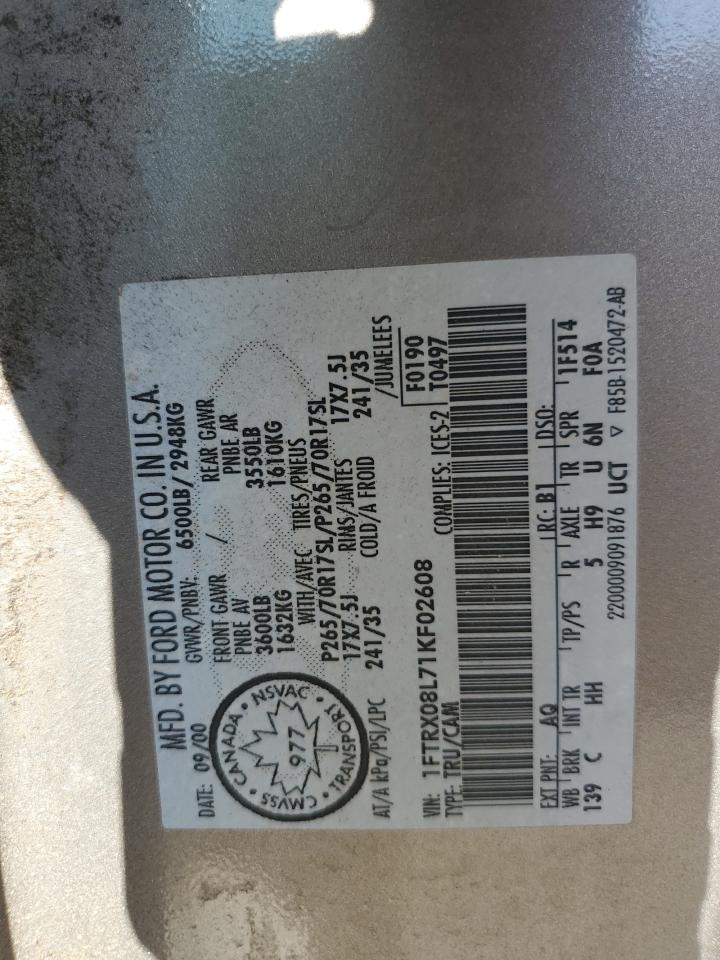 MFD. BY FORD MOTOR CO. IN U.S.A.
DATE: 09/00 GVWR/PNBV: 6500LB/ 2948KG
FRONT GAWR / REAR GAWR
PNBE AV PNBE AR
3600LB 3550LB
1632KG 1610KG
WITH/AVEC TIRES/PNEUS
P265/70R17SL/P265/70R17SL
17X7.5J RIMS/JANTES 17X7.5J
AT/A kPa/PSI/LPC 241/35 COLD/A FROID 241/35
/JUMELEES
CANADA • NSVAC • TRANSPORT • CMVSS •
977
VIN: 1FTRX08L71KF02608 F0190
TYPE: TRU/CAM COMPLIES: ICES-2 T0497
EXT PNT: AQ RC: B1 DSO:
WB BRK INT TR TP/PS R AXLE TR SPR 1F514
139 C HH 5 H9 U 6N F0A
2200009091876 UCT ▽ F85B-1520472-AB